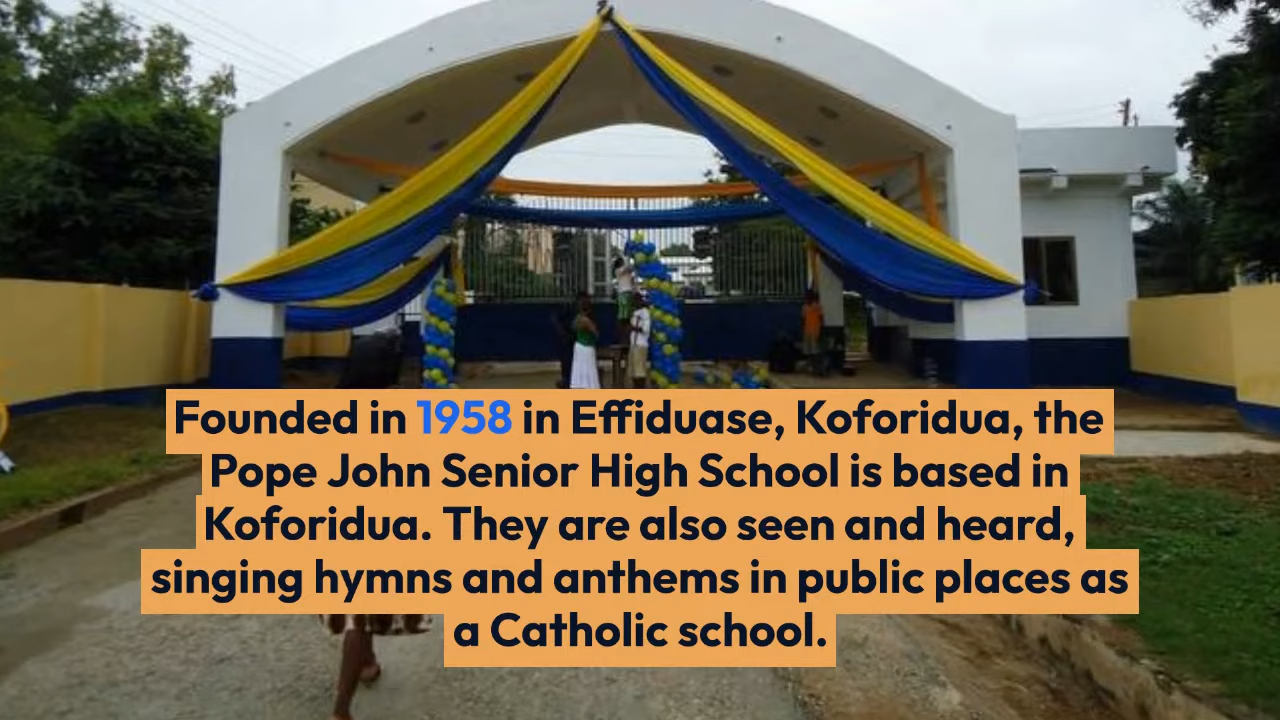 Founded in 1958 in Effiduase, Koforidua, the
Pope John Senior High School is based in
Koforidua. They are also seen and heard,
singing hymns and anthems in public places as
a Catholic school.